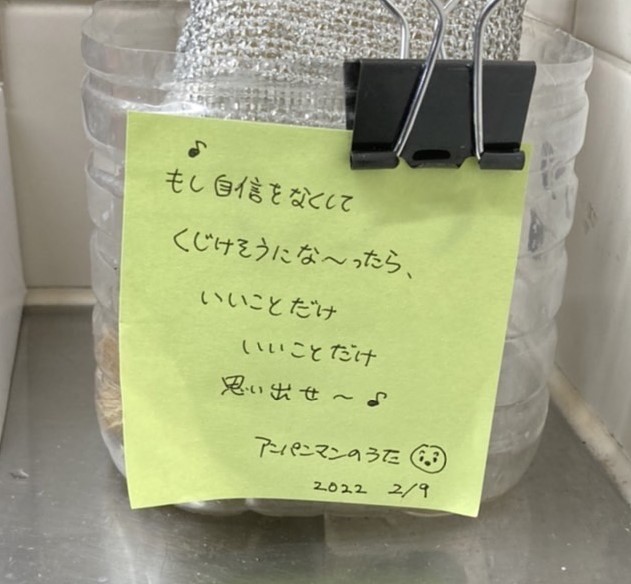 ♪
もし自信をなくして
くじけそうにな〜ったら、
いいことだけ
いいことだけ
思い出せ〜♪
アンパンマンのうた
2022 2/9